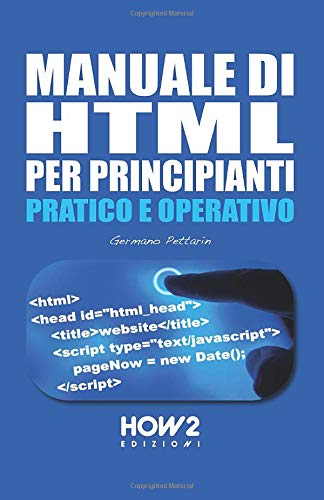 MANUALE DI
HTML
PER PRINCIPIANTI
PRATICO E OPERATIVO
Germano Pettarin
<html>
<head id="html_head">
<title>website</title>
<script type="text/javascript">
pageNow = new Date();
</script>
HOW2
EDIZIONI